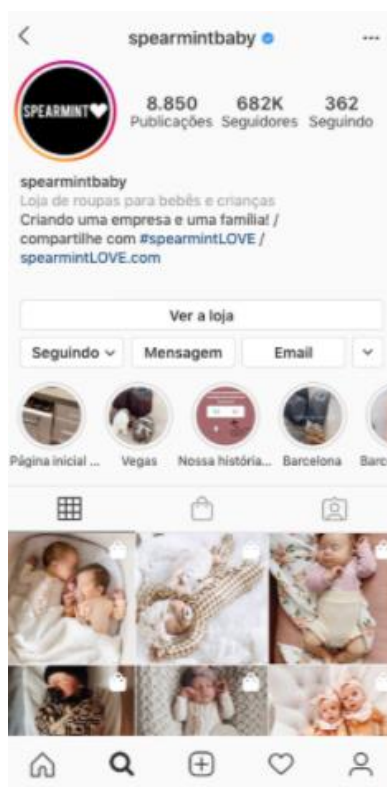 spearmintbaby
SPEARMINT
8.850 682K 362
Publicações Seguidores Seguindo
spearmintbaby
Loja de roupas para bebês e crianças
Criando uma empresa e uma família! /
compartilhe com #spearmintLOVE /
spearmintLOVE.com
Ver a loja
Seguindo Mensagem Email
Página inicial ... Vegas Nossa história... Barcelona Barc